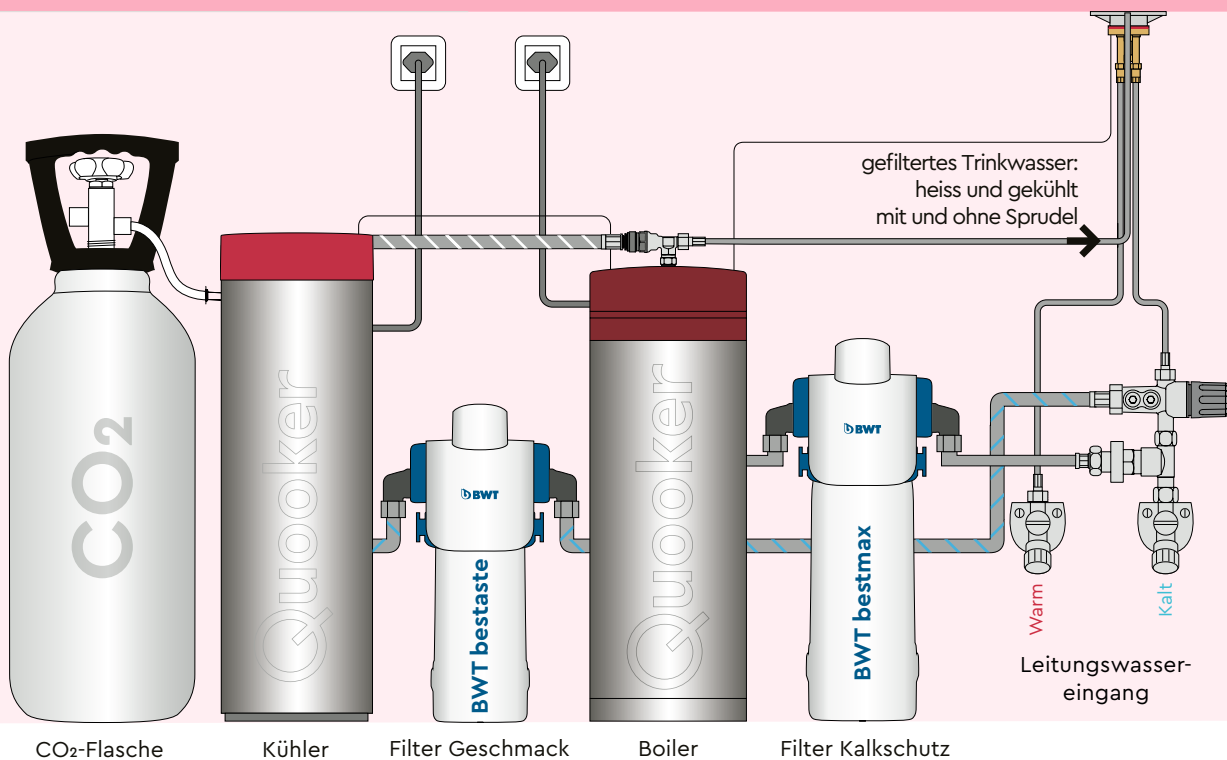 gefiltertes Trinkwasser:
heiss und gekühlt
mit und ohne Sprudel
CO2
Quooker
BWT
BWT bestaste
Quooker
BWT
BWT bestmax
Warm
Kalt
Leitungswasser-
eingang
CO2-Flasche
Kühler
Filter Geschmack
Boiler
Filter Kalkschutz